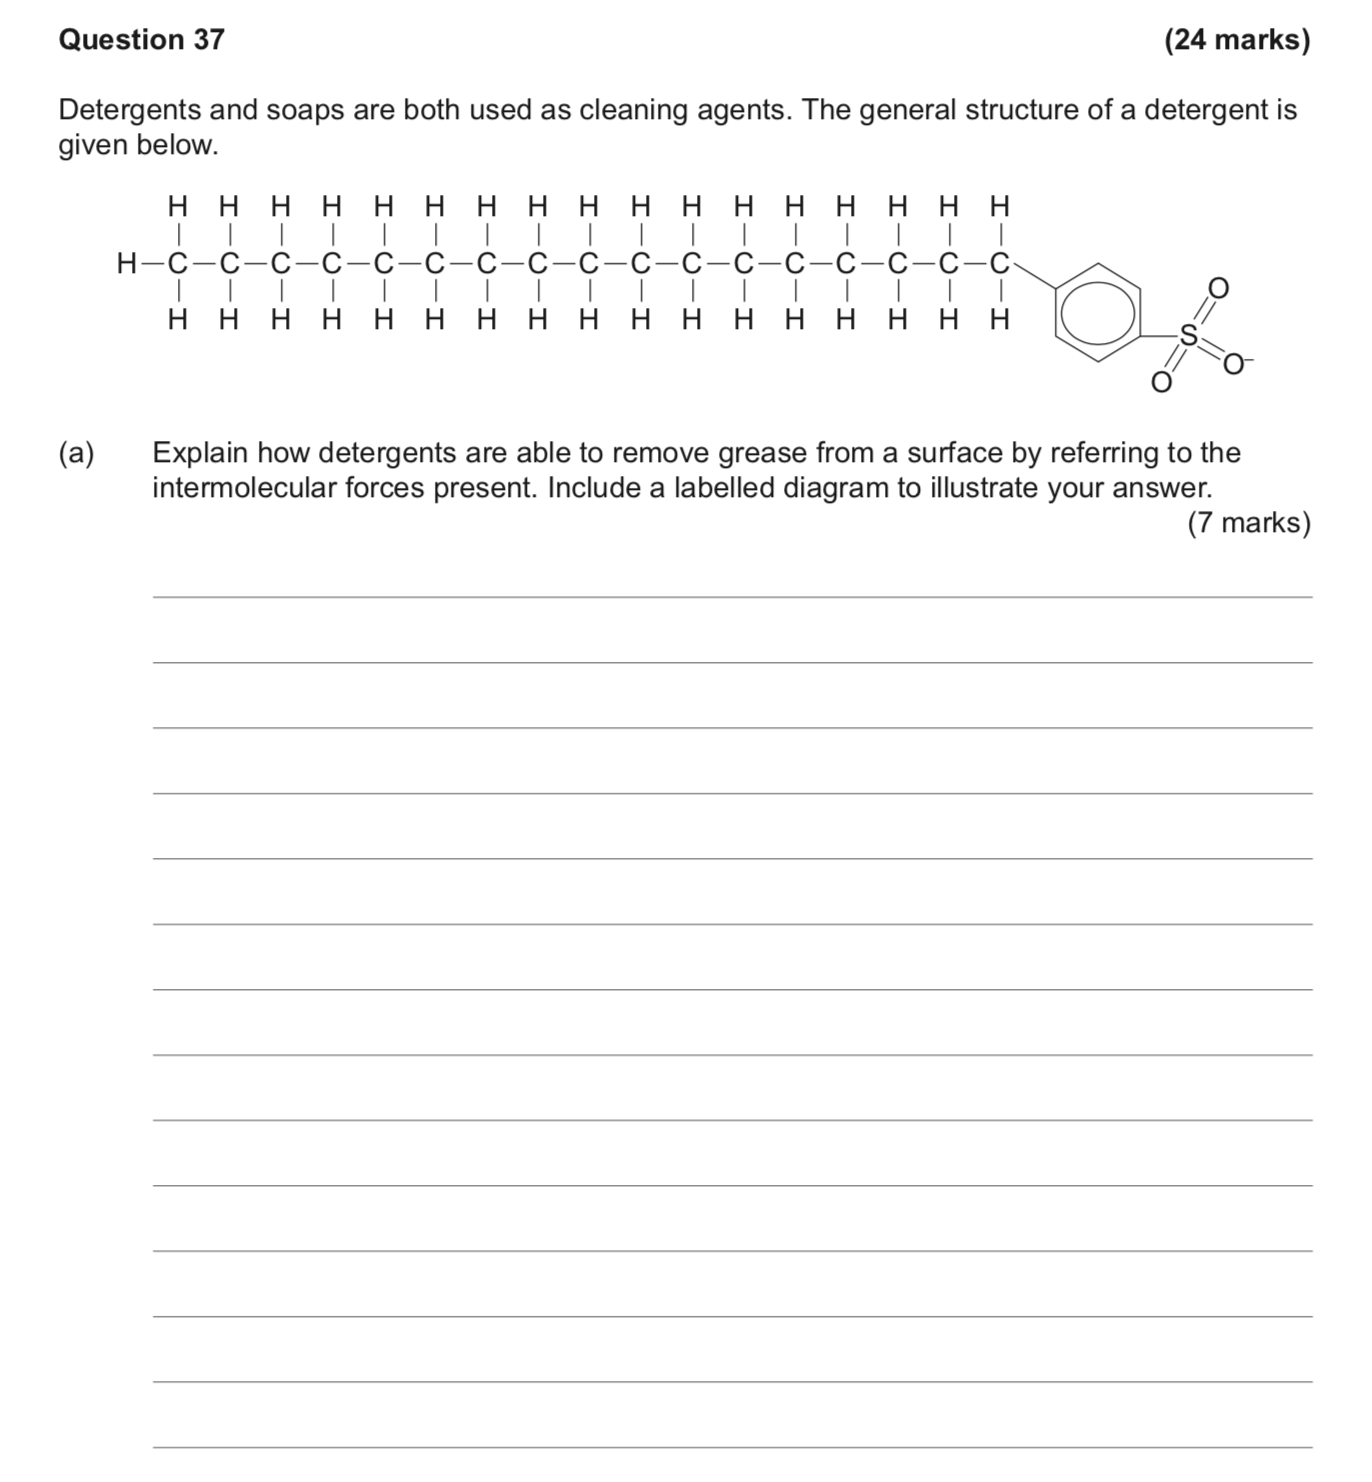 Question 37 (24 marks)
Detergents and soaps are both used as cleaning agents. The general structure of a detergent is
given below.
H H H H H H H H H H H H H H H H H
H—C—C—C—C—C—C—C—C—C—C—C—C—C—C—C—C—C
H H H H H H H H H H H H H H H H H
O
S
O⁻
O
(a) Explain how detergents are able to remove grease from a surface by referring to the
intermolecular forces present. Include a labelled diagram to illustrate your answer.
(7 marks)